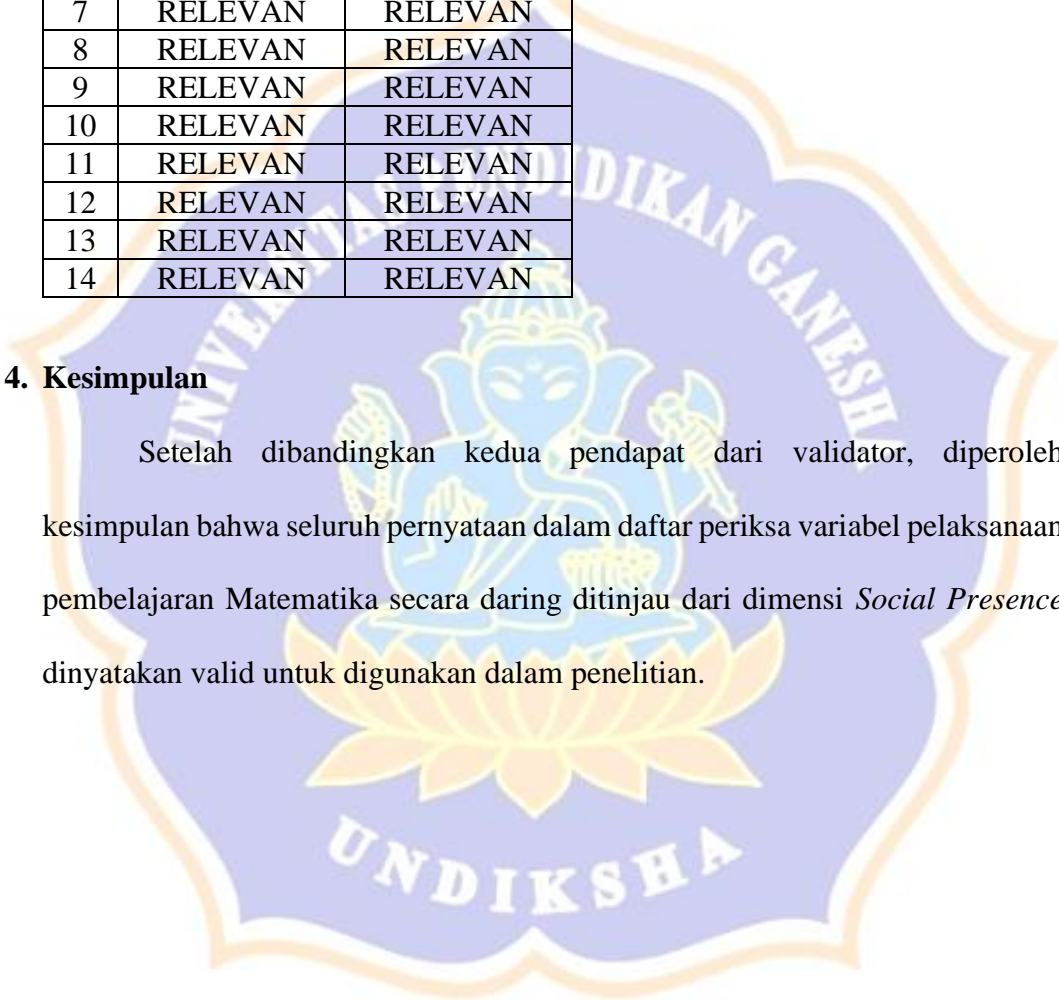 7 RELEVAN RELEVAN
8 RELEVAN RELEVAN
9 RELEVAN RELEVAN
10 RELEVAN RELEVAN
11 RELEVAN RELEVAN
12 RELEVAN RELEVAN
13 RELEVAN RELEVAN
14 RELEVAN RELEVAN
UNIVERSITAS PENDIDIKAN GANESHA
4. Kesimpulan
Setelah dibandingkan kedua pendapat dari validator, diperoleh
kesimpulan bahwa seluruh pernyataan dalam daftar periksa variabel pelaksanaan
pembelajaran Matematika secara daring ditinjau dari dimensi Social Presence
dinyatakan valid untuk digunakan dalam penelitian.
UNDIKSHA